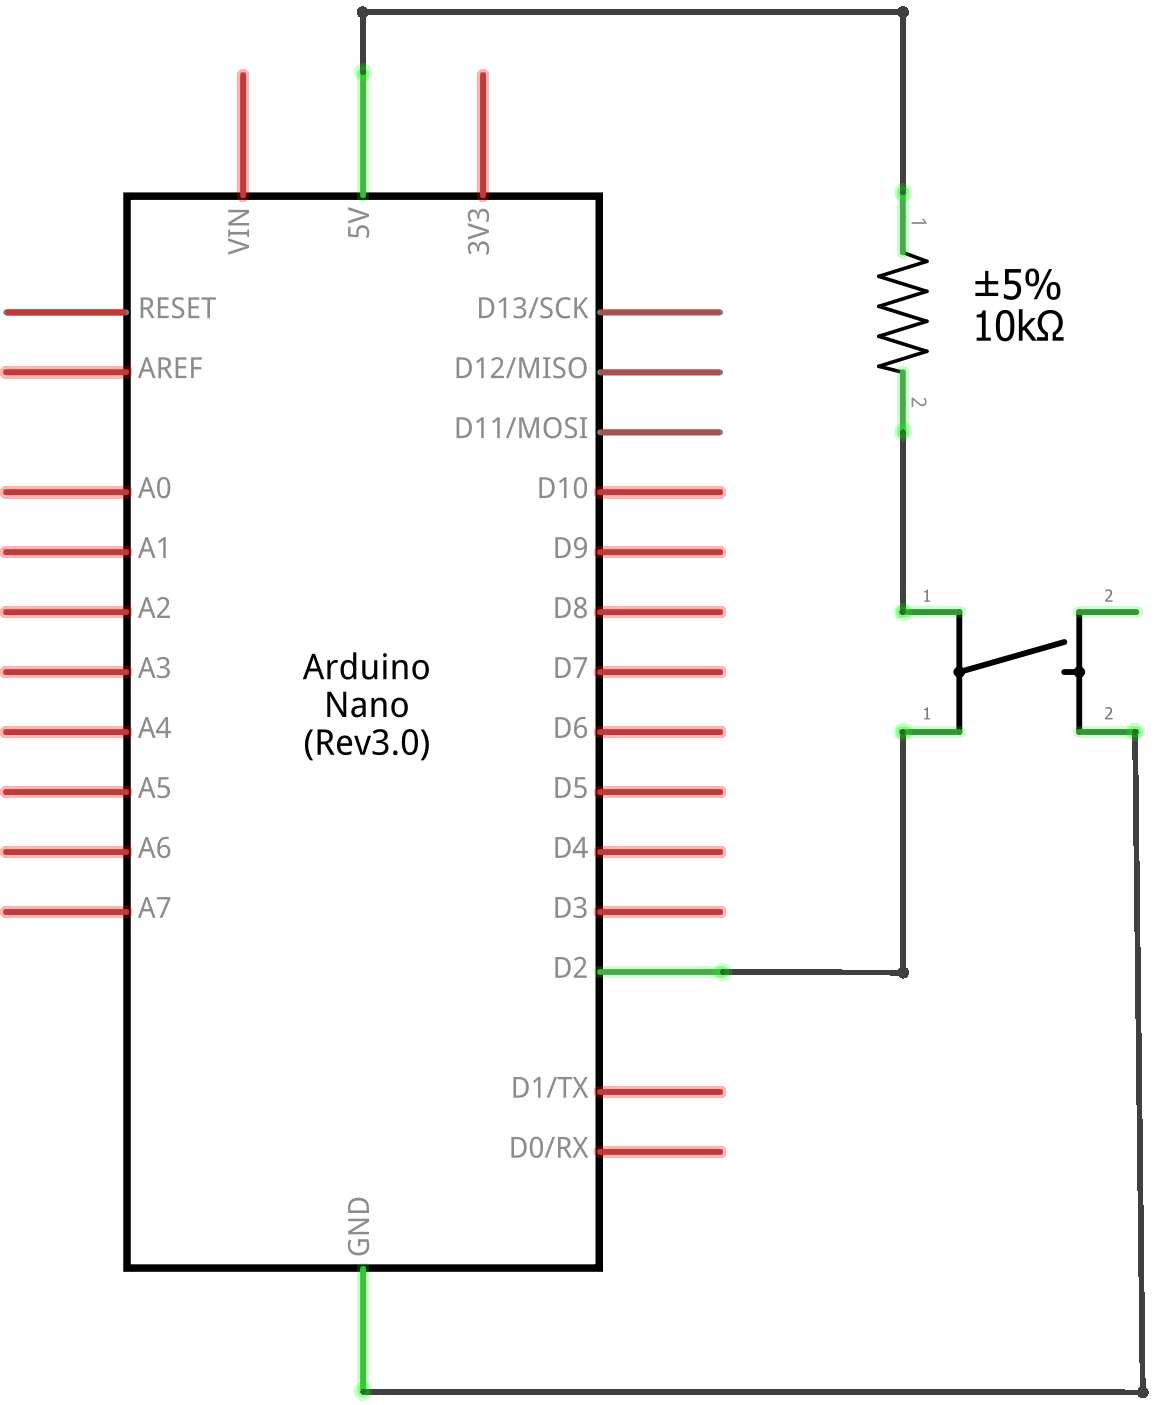 VIN
5V
3V3
RESET
AREF
A0
A1
A2
A3
A4
A5
A6
A7
Arduino
Nano
(Rev3.0)
D13/SCK
D12/MISO
D11/MOSI
D10
D9
D8
D7
D6
D5
D4
D3
D2
D1/TX
D0/RX
GND
1
±5%
10kΩ
2
1
2
1
2